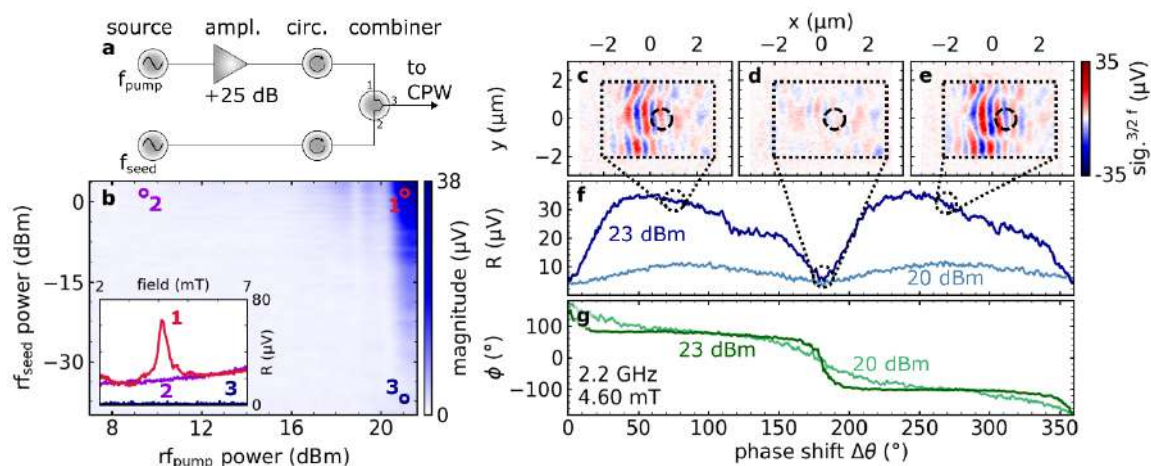 source ampl. circ. combiner
a
f_pump
+25 dB
1
2
3
to
CPW
f_seed
b
0
−15
−30
rf_seed power (dBm)
8 10 12 14 16 18 20
rf_pump power (dBm)
2
1
3
2 field (mT) 7
80
R (µV)
0
1
2
3
38
magnitude (µV)
0
x (µm)
−2 0 2 −2 0 2 −2 0 2
c d e
2
0
−2
y (µm)
35
−35
sig. 3/2 f (µV)
f
30
20
10
R (µV)
23 dBm
20 dBm
g
100
0
−100
ϕ (°)
23 dBm
20 dBm
2.2 GHz
4.60 mT
0 50 100 150 200 250 300 350
phase shift Δθ (°)